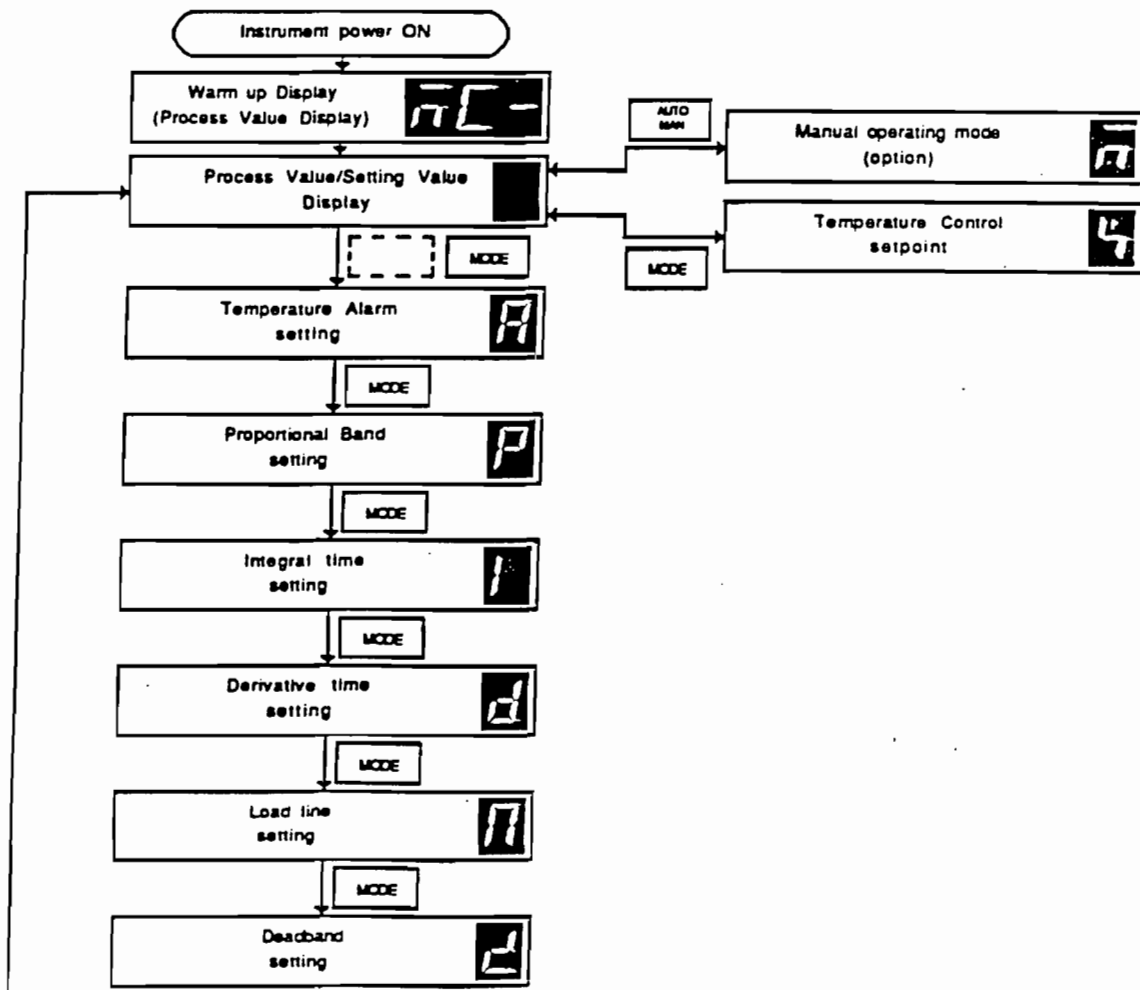 Instrument power ON
Warm up Display
(Process Value Display)
AUTO
MAN
Manual operating mode
(option)
Process Value/Setting Value
Display
Temperature Control
setpoint
MODE
MODE
Temperature Alarm
setting
A
MODE
Proportional Band
setting
P
MODE
Integral time
setting
I
MODE
Derivative time
setting
d
MODE
Load line
setting
MODE
Deadband
setting